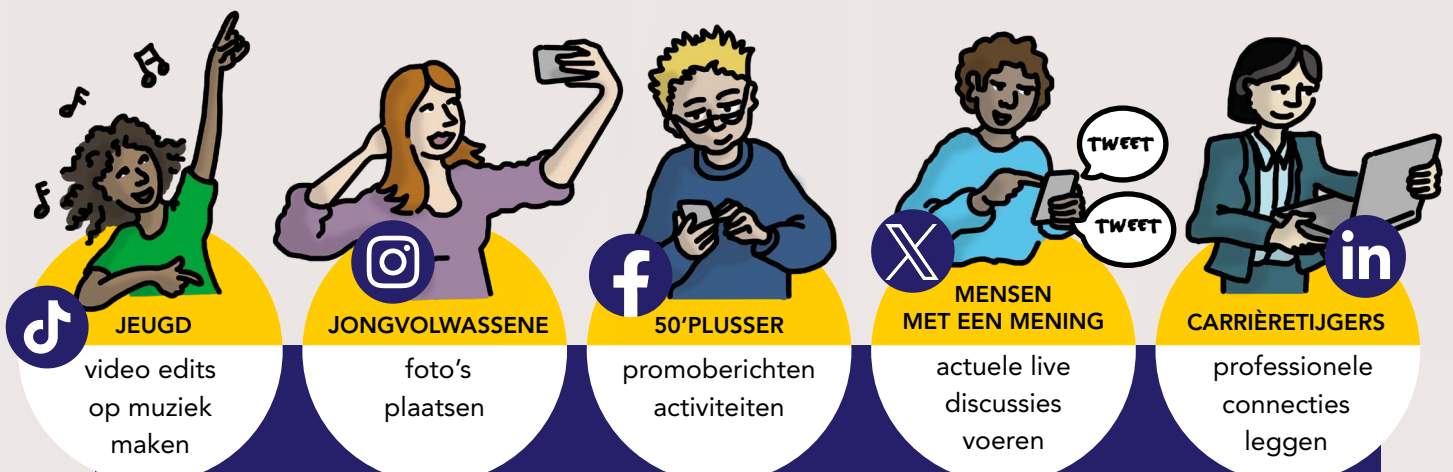 TWEET
TWEET
in
JEUGD
video edits
op muziek
maken
JONGVOLWASSENE
foto's
plaatsen
50'PLUSSER
promoberichten
activiteiten
MENSEN
MET EEN MENING
actuele live
discussies
voeren
CARRIÈRETIJGERS
professionele
connecties
leggen